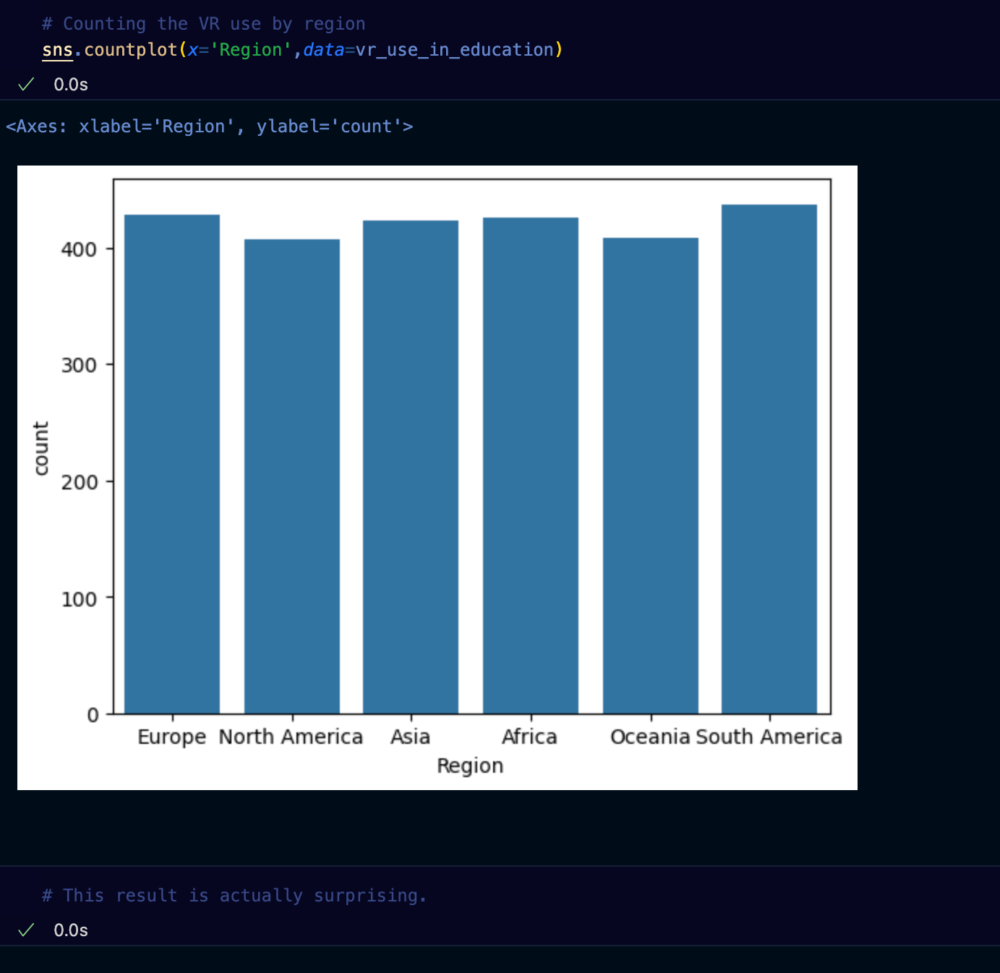 # Counting the VR use by region
sns.countplot(x='Region',data=vr_use_in_education)
0.0s
<Axes: xlabel='Region', ylabel='count'>
400
300
200
100
0
count
Europe North America Asia Africa Oceania South America
Region
# This result is actually surprising.
0.0s